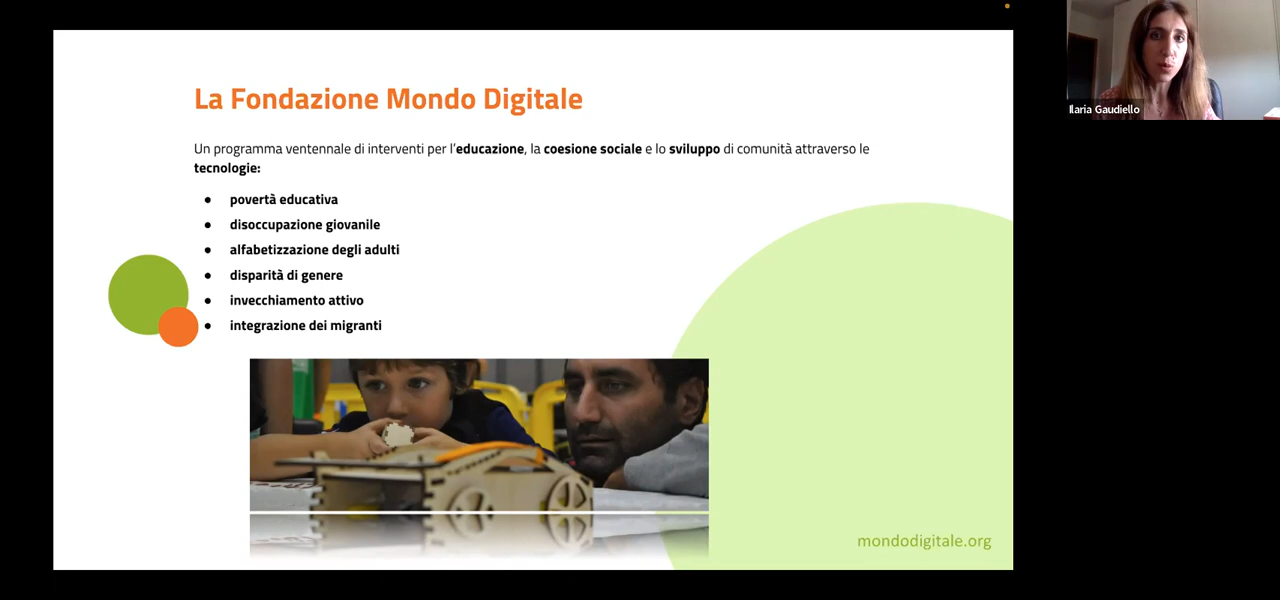 La Fondazione Mondo Digitale
Un programma ventennale di interventi per l'educazione, la coesione sociale e lo sviluppo di comunità attraverso le
tecnologie:
● povertà educativa
● disoccupazione giovanile
● alfabetizzazione degli adulti
● disparità di genere
● invecchiamento attivo
● integrazione dei migranti
mondodigitale.org
Ilaria Gaudiello